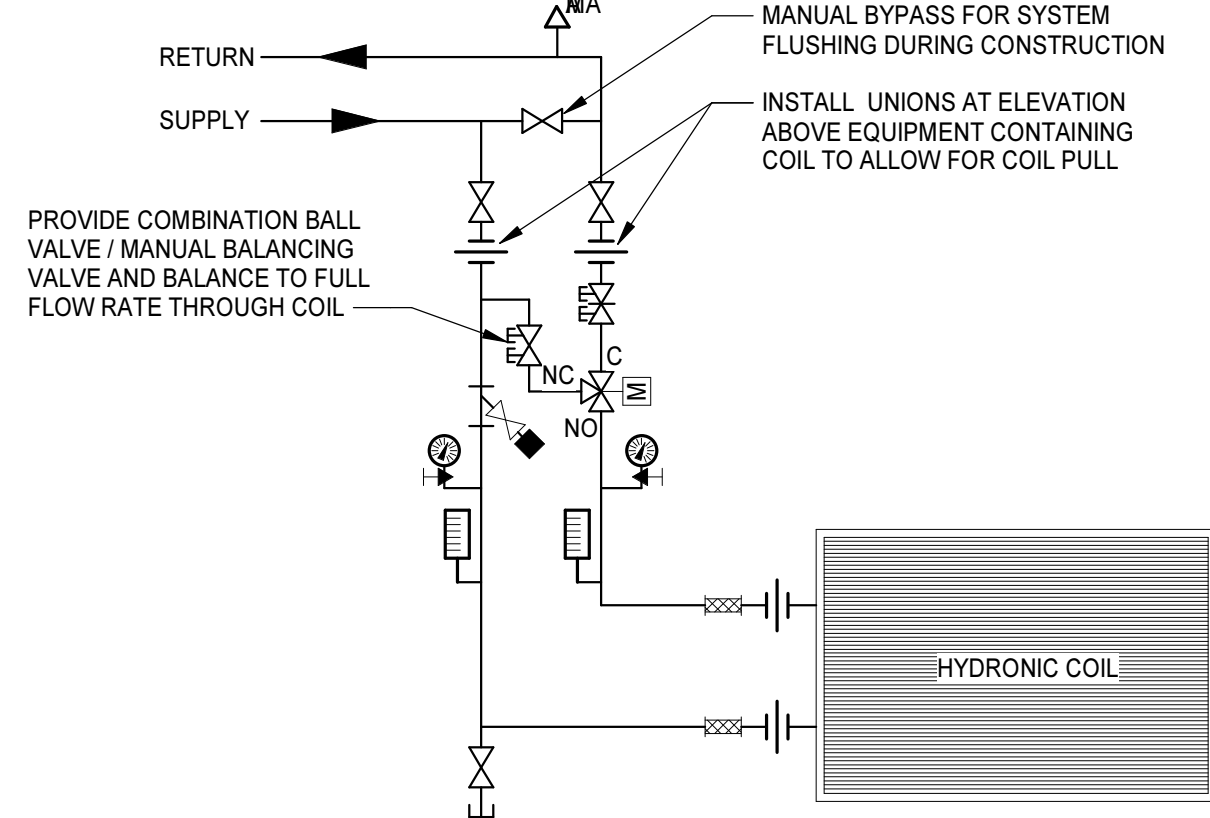 MANUAL BYPASS FOR SYSTEM
FLUSHING DURING CONSTRUCTION
RETURN
SUPPLY
INSTALL UNIONS AT ELEVATION
ABOVE EQUIPMENT CONTAINING
COIL TO ALLOW FOR COIL PULL
PROVIDE COMBINATION BALL
VALVE / MANUAL BALANCING
VALVE AND BALANCE TO FULL
FLOW RATE THROUGH COIL
C
NC
M
NO
HYDRONIC COIL